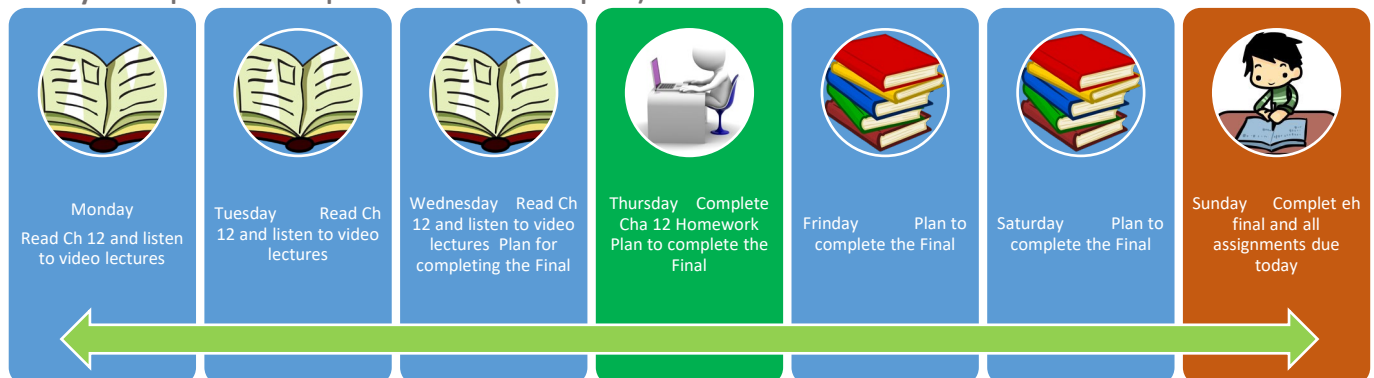 Monday
Read Ch 12 and listen
to video lectures
Tuesday Read Ch
12 and listen to video
lectures
Wednesday Read Ch
12 and listen to video
lectures Plan for
completing the Final
Thursday Complete
Cha 12 Homework
Plan to complete the
Final
Frinday Plan to
complete the Final
Saturday Plan to
complete the Final
Sunday Complet eh
final and all
assignments due
today